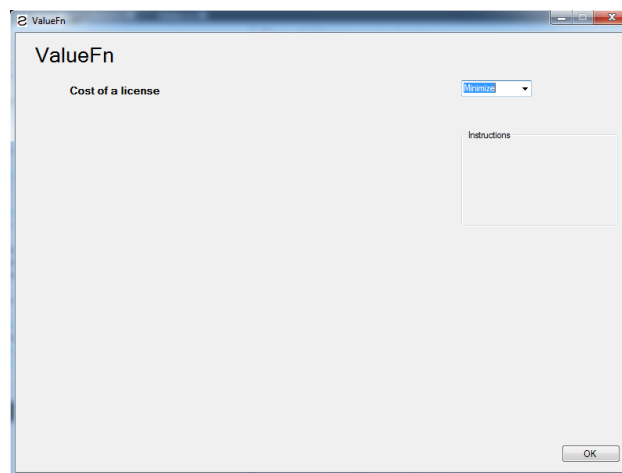 ValueFn
ValueFn
Cost of a license
Minimize
Instructions
OK